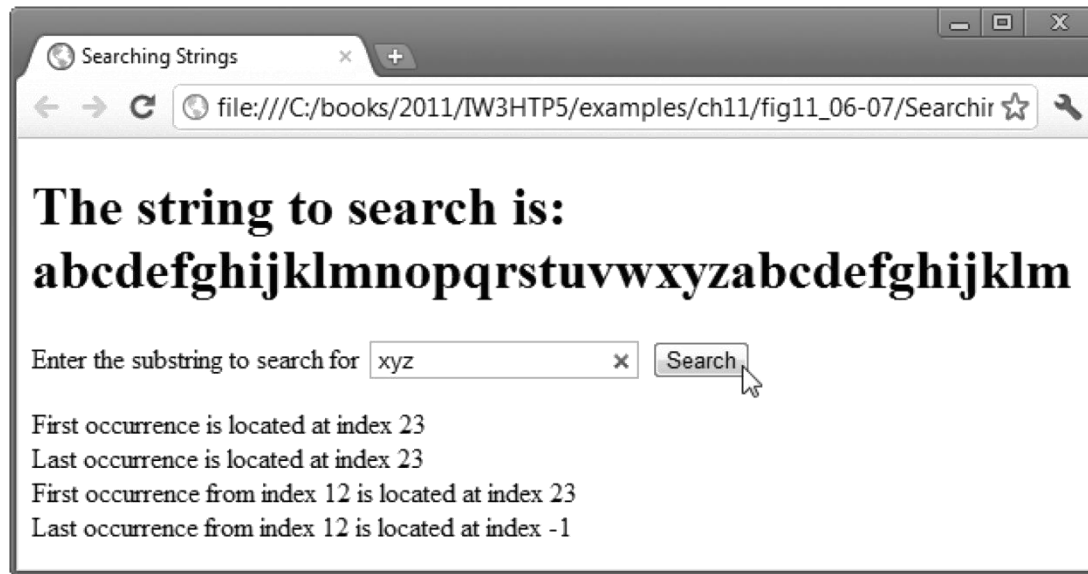 Searching Strings
file:///C:/books/2011/IW3HTP5/examples/ch11/fig11_06-07/Searchin
The string to search is:
abcdefghijklmnopqrstuvwxyzabcdefghijklm
Enter the substring to search for xyz Search
First occurrence is located at index 23
Last occurrence is located at index 23
First occurrence from index 12 is located at index 23
Last occurrence from index 12 is located at index -1